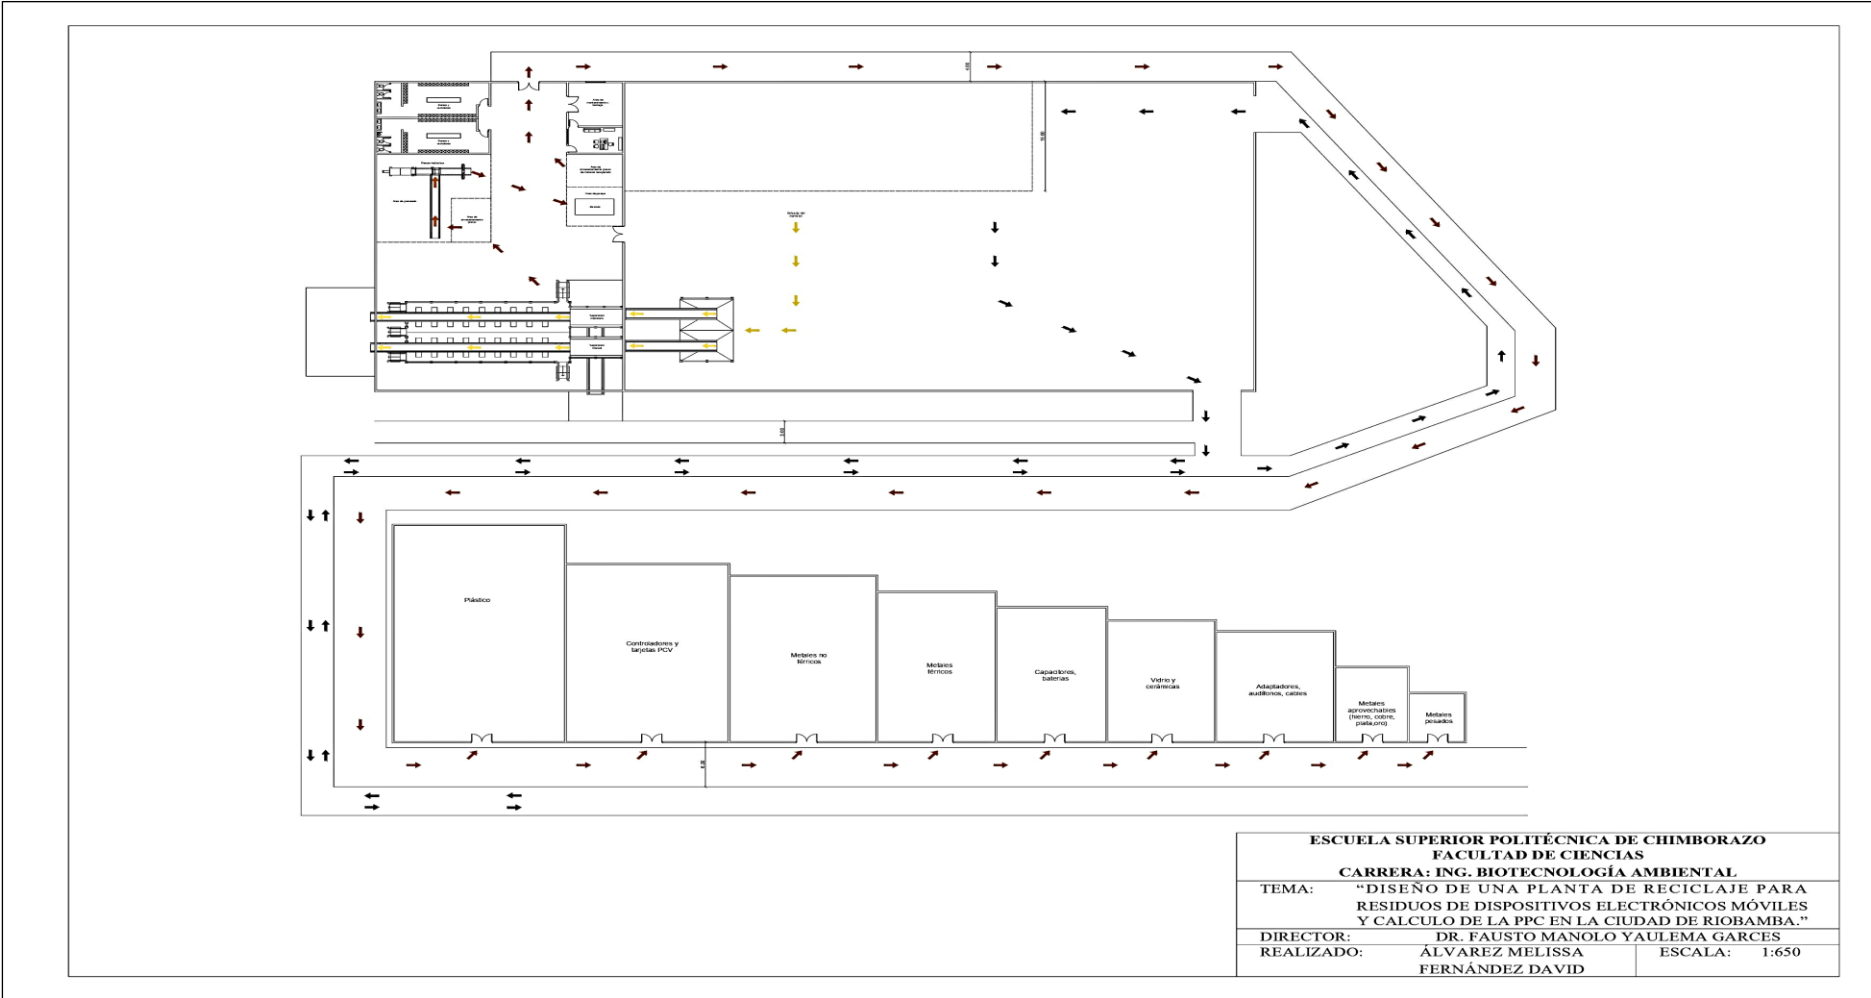 Plástico
Controladores y
tarjetas PCV
Metales no
férricos
Metales
férricos
Capacitores,
baterias
Vidrio y
cerámicas
Adaptadores,
audífonos, cables
Metales
aprovechables
(hierro, cobre,
plata,oro)
Metales
pesados
ESCUELA SUPERIOR POLITÉCNICA DE CHIMBORAZO
FACULTAD DE CIENCIAS
CARRERA: ING. BIOTECNOLOGÍA AMBIENTAL
TEMA: “DISEÑO DE UNA PLANTA DE RECICLAJE PARA
RESIDUOS DE DISPOSITIVOS ELECTRÓNICOS MÓVILES
Y CALCULO DE LA PPC EN LA CIUDAD DE RIOBAMBA.”
DIRECTOR: DR. FAUSTO MANOLO YAULEMA GARCES
REALIZADO: ÁLVAREZ MELISSA
FERNÁNDEZ DAVID
ESCALA: 1:650